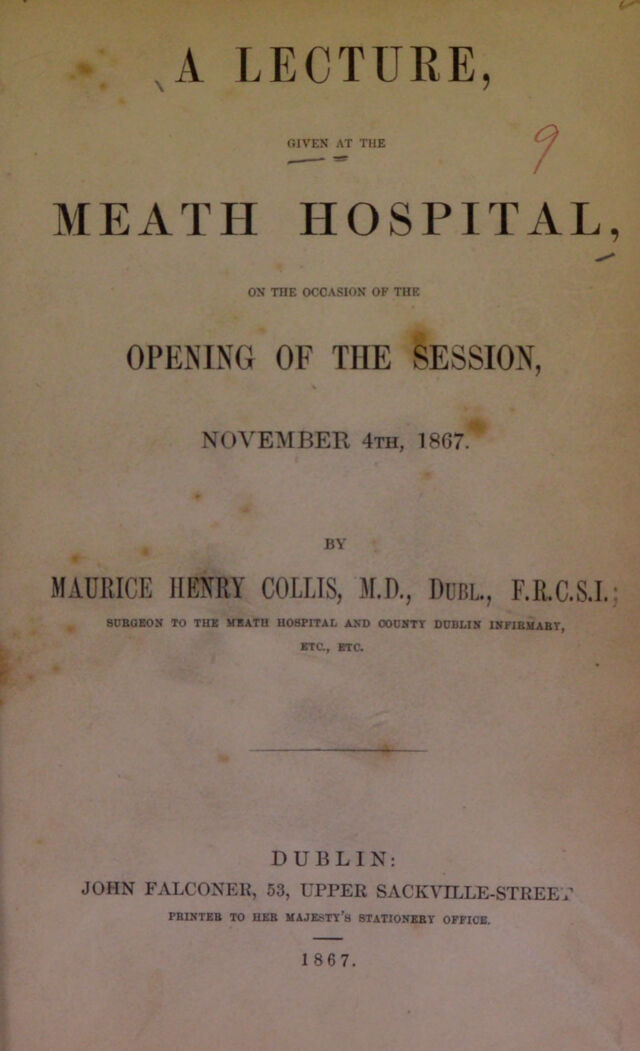 A LECTURE,
GIVEN AT THE
9
MEATH HOSPITAL,
ON THE OCCASION OF THE
OPENING OF THE SESSION,
NOVEMBER 4TH, 1867.
BY
MAURICE HENRY COLLIS, M.D., DUBL., F.R.C.S.I.;
SURGEON TO THE MEATH HOSPITAL AND COUNTY DUBLIN INFIRMARY,
ETC., ETC.
DUBLIN:
JOHN FALCONER, 53, UPPER SACKVILLE-STREET
PRINTER TO HER MAJESTY'S STATIONERY OFFICE.
1867.